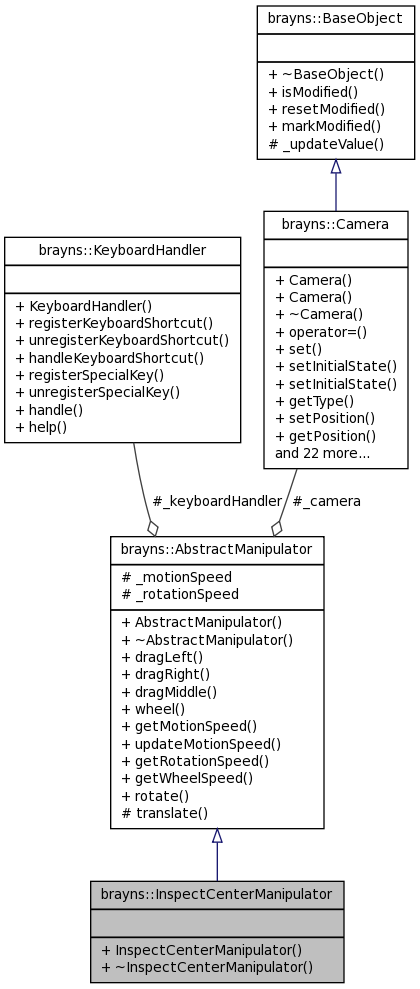 brayns::BaseObject
+ ~BaseObject()
+ isModified()
+ resetModified()
+ markModified()
# _updateValue()
brayns::Camera
+ Camera()
+ Camera()
+ ~Camera()
+ operator=()
+ set()
+ setInitialState()
+ setInitialState()
+ getType()
+ setPosition()
+ getPosition()
and 22 more...
brayns::KeyboardHandler
+ KeyboardHandler()
+ registerKeyboardShortcut()
+ unregisterKeyboardShortcut()
+ handleKeyboardShortcut()
+ registerSpecialKey()
+ unregisterSpecialKey()
+ handle()
+ help()
#_keyboardHandler
#_camera
brayns::AbstractManipulator
# _motionSpeed
# _rotationSpeed
+ AbstractManipulator()
+ ~AbstractManipulator()
+ dragLeft()
+ dragRight()
+ dragMiddle()
+ wheel()
+ getMotionSpeed()
+ updateMotionSpeed()
+ getRotationSpeed()
+ getWheelSpeed()
+ rotate()
# translate()
brayns::InspectCenterManipulator
+ InspectCenterManipulator()
+ ~InspectCenterManipulator()